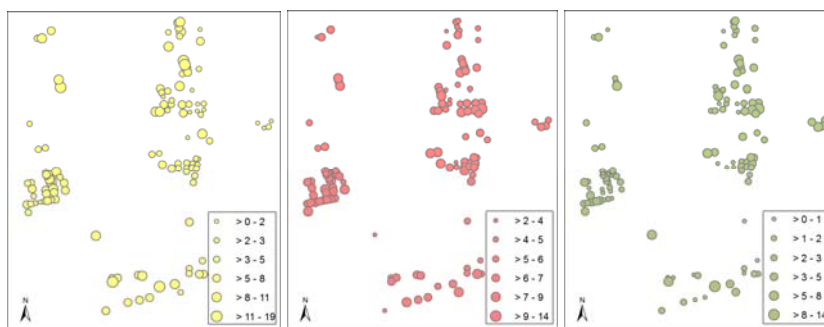 > 0 - 2
> 2 - 3
> 3 - 5
> 5 - 8
> 8 - 11
> 11 - 19
N
> 2 - 4
> 4 - 5
> 5 - 6
> 6 - 7
> 7 - 9
> 9 - 14
N
> 0 - 1
> 1 - 2
> 2 - 3
> 3 - 5
> 5 - 8
> 8 - 14
N